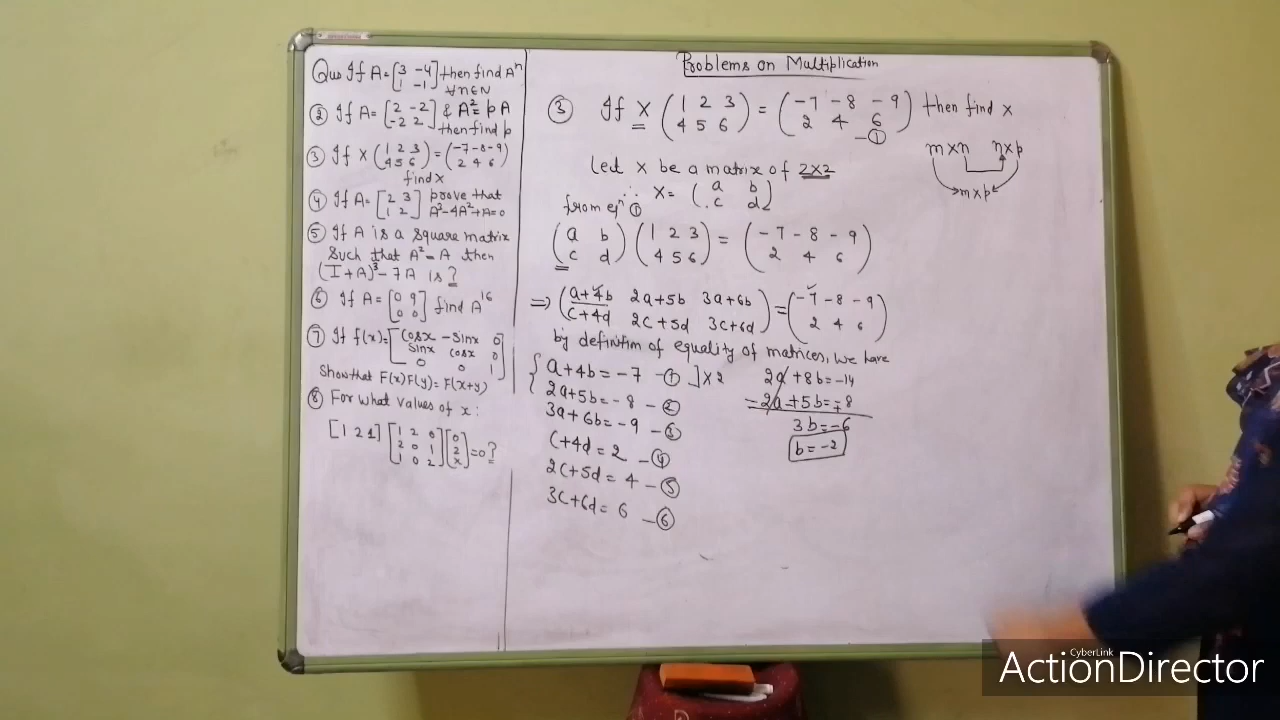 Que If A = [3 -4
1 -1] then find Aⁿ
∀n∈N
② If A = [2 -2
-2 2] & A² = pA
then find p
③ If X (1 2 3
4 5 6) = (-7 -8 -9
2 4 6)
find X
④ If A = [2 3
1 2] prove that
A³-4A²+A=0
⑤ If A is a square matrix
Such that A² = A then
(I+A)³ - 7A is ?
⑥ If A = [0 9
0 0] find A¹⁶
⑦ If f(x) = [cosx -sinx 0
sinx cosx 0
0 0 1]
Show that F(x)F(y) = F(x+y)
⑧ For what values of x :
[1 2 1] [1 2 0
2 0 1
1 0 2] [0
2
x] = 0 ?
Problems on Multiplication
③ If X (1 2 3
4 5 6) = (-7 -8 -9
2 4 6) then find x
—①
m×n n×p
m×p
Let X be a matrix of 2×2
∴ X = (a b
c d)
from eqⁿ ①
(a b
c d) (1 2 3
4 5 6) = (-7 -8 -9
2 4 6)
⇒ (a+4b 2a+5b 3a+6b
c+4d 2c+5d 3c+6d) = (-7 -8 -9
2 4 6)
by definition of equality of matrices, we have
a+4b = -7 —① ] ×2
2a+5b = -8 —②
3a+6b = -9 —③
c+4d = 2 —④
2c+5d = 4 —⑤
3c+6d = 6 —⑥
2a+8b = -14
-2a+5b = -8
3b = -6
b = -2
CyberLink
ActionDirector